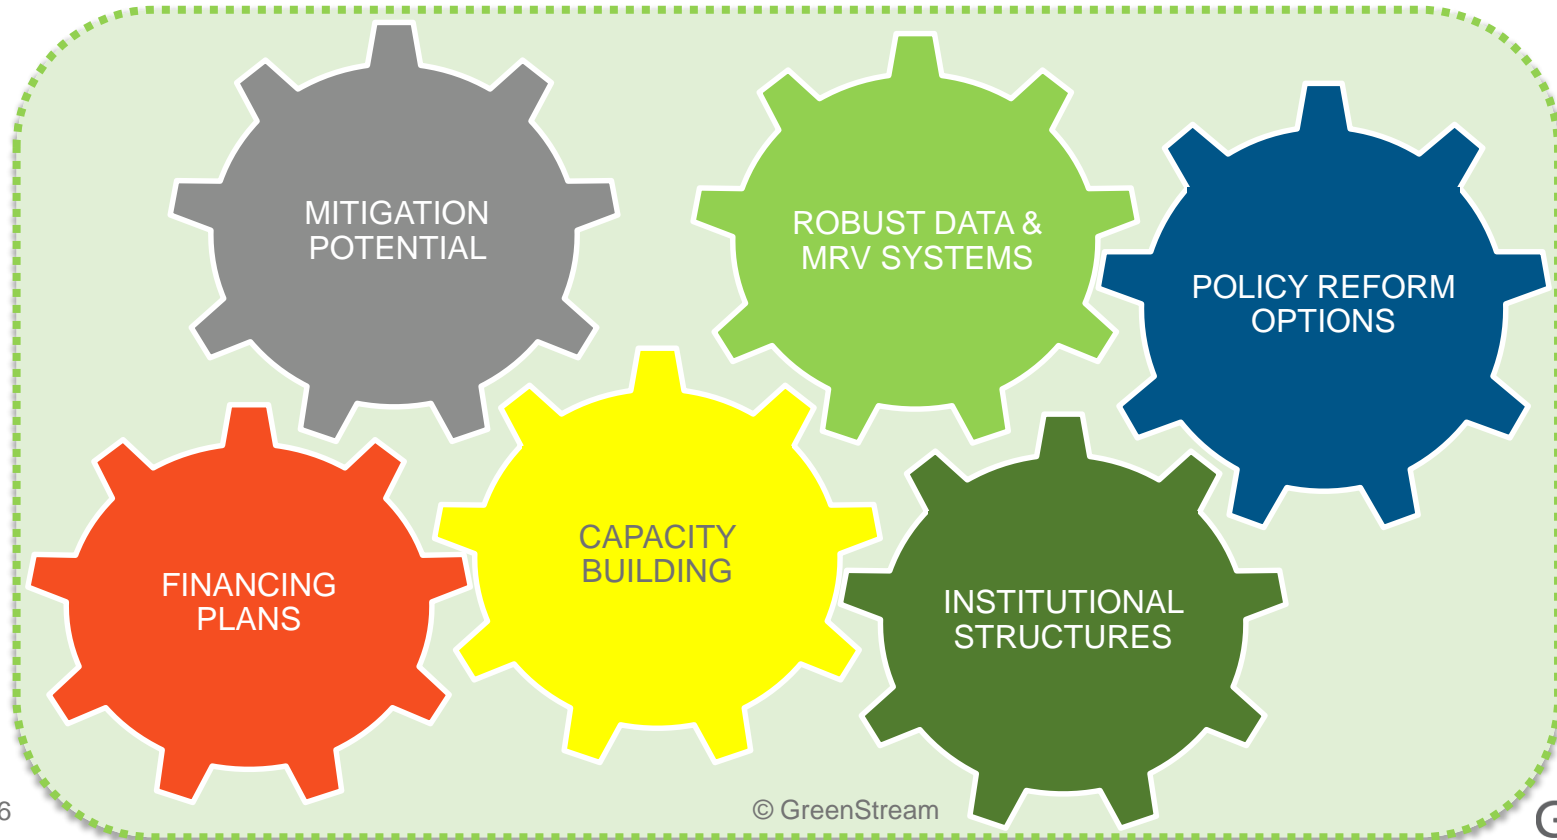 MITIGATION
POTENTIAL
ROBUST DATA &
MRV SYSTEMS
POLICY REFORM
OPTIONS
FINANCING
PLANS
CAPACITY
BUILDING
INSTITUTIONAL
STRUCTURES
6
© GreenStream
G